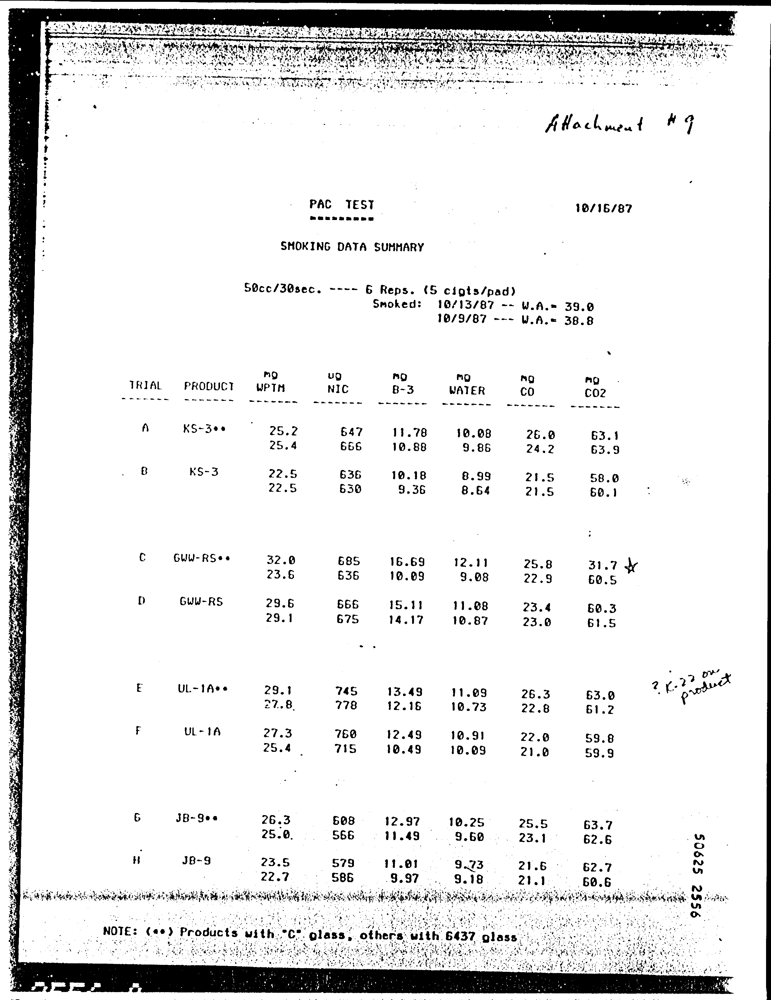 Attachment # 9
PAC TEST 10/16/87
SMOKING DATA SUMMARY
50cc/30sec. ---- 6 Reps. (5 cigts/pad)
Smoked: 10/13/87 -- W.A.= 39.0
10/9/87 --- W.A.= 38.8
mg ug mg mg mg mg
TRIAL PRODUCT WPTM NIC B-3 WATER CO CO2
A KS-3** 25.2 647 11.78 10.08 26.0 63.1
25.4 666 10.88 9.86 24.2 63.9
B KS-3 22.5 636 10.18 8.99 21.5 58.0
22.5 630 9.36 8.64 21.5 60.1
C GWW-RS** 32.0 685 16.69 12.11 25.8 31.7 ☆
23.6 636 10.09 9.08 22.9 60.5
D GWW-RS 29.6 666 15.11 11.08 23.4 60.3
29.1 675 14.17 10.87 23.0 61.5
? K-22 on
product
E UL-1A** 29.1 745 13.49 11.09 26.3 63.0
27.8 778 12.16 10.73 22.8 61.2
F UL-1A 27.3 760 12.49 10.91 22.0 59.8
25.4 715 10.49 10.09 21.0 59.9
G JB-9** 26.3 608 12.97 10.25 25.5 63.7
25.0 566 11.49 9.60 23.1 62.6
H JB-9 23.5 579 11.01 9.73 21.6 62.7
22.7 586 9.97 9.18 21.1 60.6
50625 2556
NOTE: (**) Products with "C" glass, others with 6437 glass